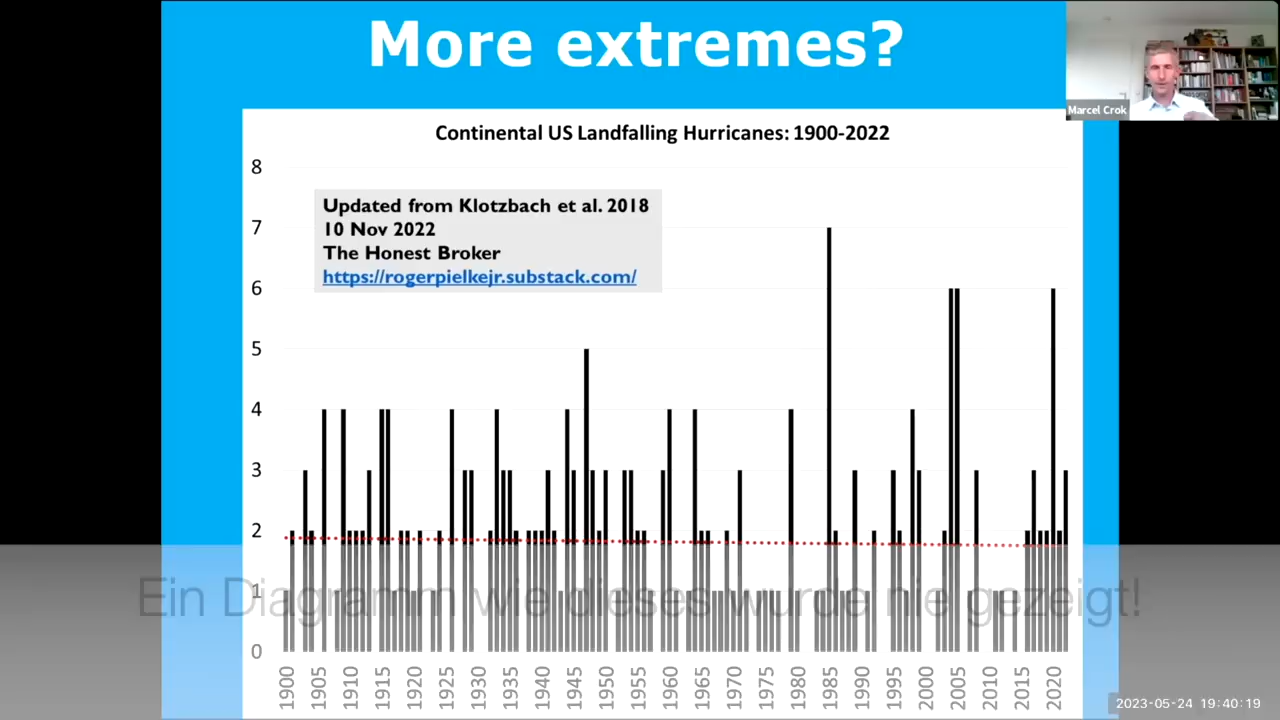 More extremes?
Marcel Crok
Continental US Landfalling Hurricanes: 1900-2022
8
Updated from Klotzbach et al. 2018
10 Nov 2022
The Honest Broker
https://rogerpielkejr.substack.com/
7
6
5
4
3
2
1
0
Ein Diagramm wie dieses wurde nie gezeigt!
1900 1905 1910 1915 1920 1925 1930 1935 1940 1945 1950 1955 1960 1965 1970 1975 1980 1985 1990 1995 2000 2005 2010 2015 2020
2023-05-24 19:40:19